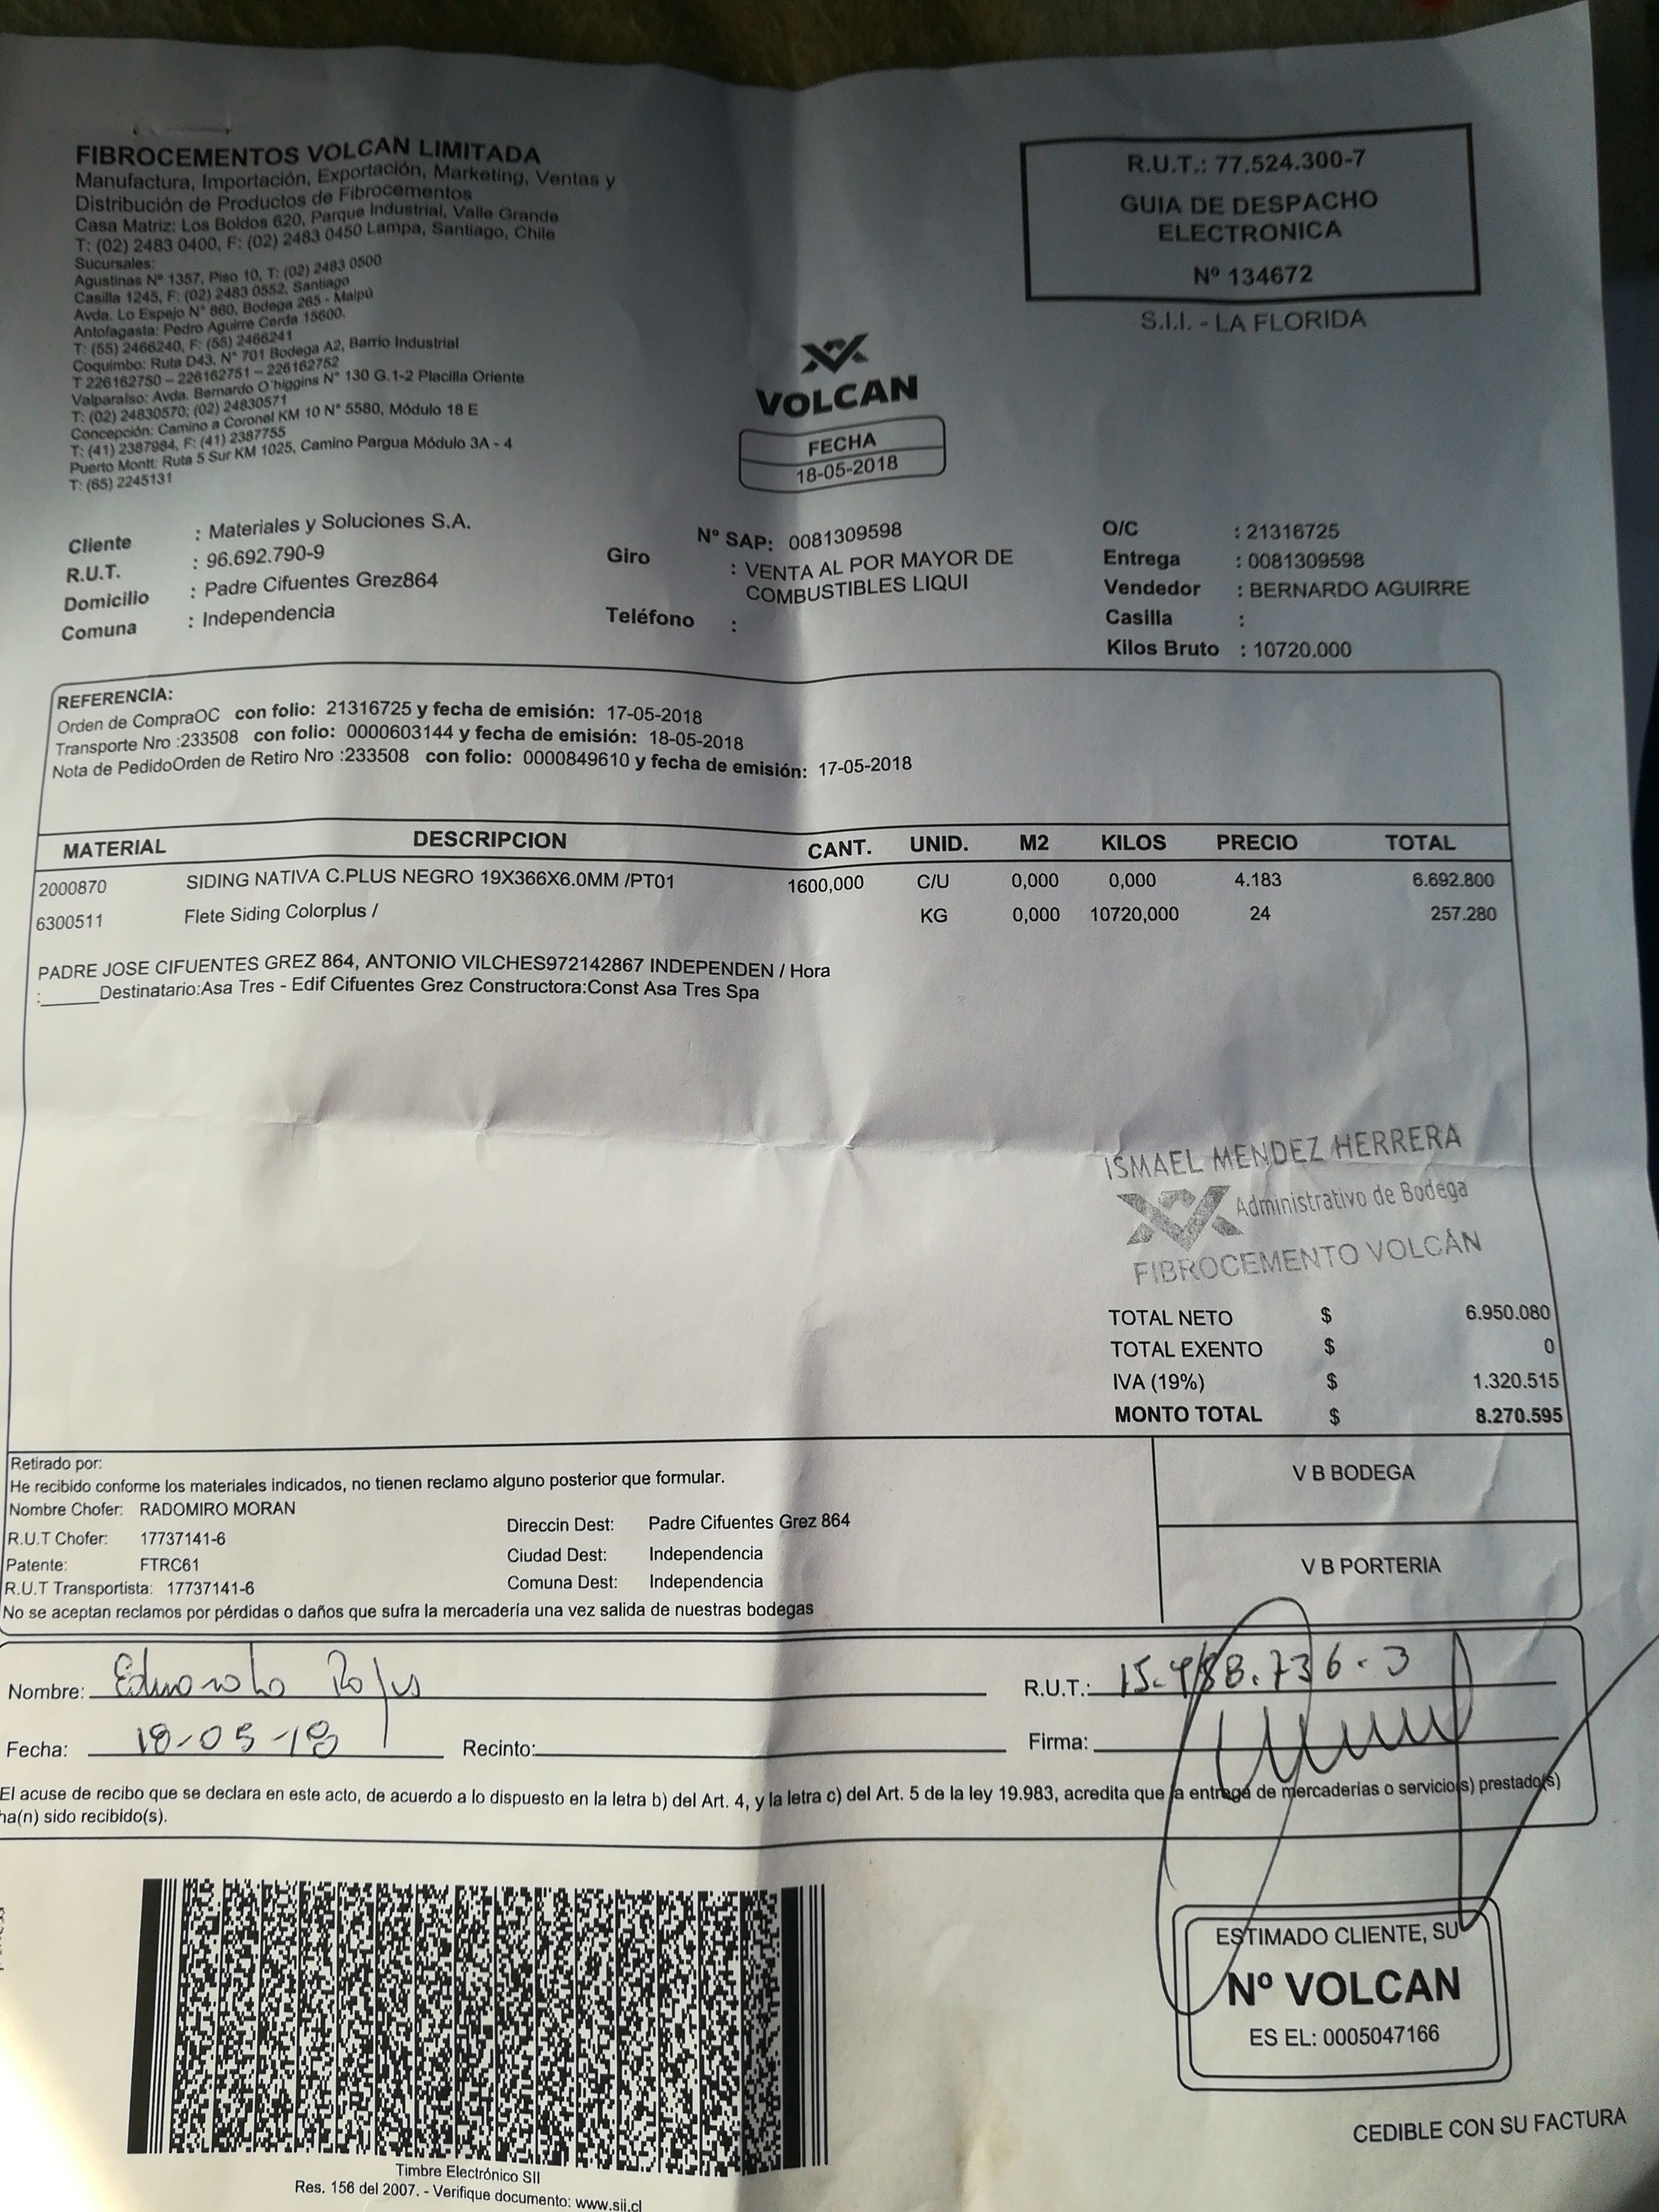 FIBROCEMENTOS VOLCAN LIMITADA
Manufactura, Importación, Exportación, Marketing, Ventas y
Distribución de Productos de Fibrocementos
Casa Matriz: Los Boldos 620, Parque Industrial, Valle Grande
T: (02) 2483 0400, F: (02) 2483 0450 Lampa, Santiago, Chile
Sucursales:
Agustinas Nº 1357, Piso 10, T: (02) 2483 0500
Casilla 1245, F: (02) 2483 0552, Santiago
Avda. Lo Espejo N° 860, Bodega 265 - Maipú
Antofagasta: Pedro Aguirre Cerda 15600.
T: (55) 2466240, F: (55) 2466241
Coquimbo: Ruta D43, N° 701 Bodega A2, Barrio Industrial
T 226162750 – 226162751 – 226162752
Valparaíso: Avda. Bernardo O'higgins N° 130 G.1-2 Placilla Oriente
T: (02) 24830570; (02) 24830571
Concepción: Camino a Coronel KM 10 N° 5580, Módulo 18 E
T: (41) 2387984, F: (41) 2387755
Puerto Montt: Ruta 5 Sur KM 1025, Camino Pargua Módulo 3A - 4
T: (65) 2245131
R.U.T.: 77.524.300-7
GUIA DE DESPACHO
ELECTRONICA
Nº 134672
S.I.I. - LA FLORIDA
VOLCAN
FECHA
18-05-2018
Cliente : Materiales y Soluciones S.A.
R.U.T. : 96.692.790-9
Domicilio : Padre Cifuentes Grez864
Comuna : Independencia
N° SAP: 0081309598
Giro : VENTA AL POR MAYOR DE
COMBUSTIBLES LIQUI
Teléfono :
O/C : 21316725
Entrega : 0081309598
Vendedor : BERNARDO AGUIRRE
Casilla :
Kilos Bruto : 10720.000
REFERENCIA:
Orden de CompraOC con folio: 21316725 y fecha de emisión: 17-05-2018
Transporte Nro :233508 con folio: 0000603144 y fecha de emisión: 18-05-2018
Nota de PedidoOrden de Retiro Nro :233508 con folio: 0000849610 y fecha de emisión: 17-05-2018
MATERIAL DESCRIPCION CANT. UNID. M2 KILOS PRECIO TOTAL
2000870 SIDING NATIVA C.PLUS NEGRO 19X366X6.0MM /PT01 1600,000 C/U 0,000 0,000 4.183 6.692.800
6300511 Flete Siding Colorplus / KG 0,000 10720,000 24 257.280
PADRE JOSE CIFUENTES GREZ 864, ANTONIO VILCHES972142867 INDEPENDEN / Hora
:______Destinatario:Asa Tres - Edif Cifuentes Grez Constructora:Const Asa Tres Spa
ISMAEL MENDEZ HERRERA
Administrativo de Bodega
FIBROCEMENTO VOLCÁN
TOTAL NETO $ 6.950.080
TOTAL EXENTO $ 0
IVA (19%) $ 1.320.515
MONTO TOTAL $ 8.270.595
Retirado por:
He recibido conforme los materiales indicados, no tienen reclamo alguno posterior que formular.
Nombre Chofer: RADOMIRO MORAN
R.U.T Chofer: 17737141-6
Patente: FTRC61
R.U.T Transportista: 17737141-6
Direccin Dest: Padre Cifuentes Grez 864
Ciudad Dest: Independencia
Comuna Dest: Independencia
No se aceptan reclamos por pérdidas o daños que sufra la mercadería una vez salida de nuestras bodegas
V B BODEGA
V B PORTERIA
Nombre: Eduardo Rojas
R.U.T.: 15.488.736-3
Fecha: 18-05-18 Recinto:
Firma:
El acuse de recibo que se declara en este acto, de acuerdo a lo dispuesto en la letra b) del Art. 4, y la letra c) del Art. 5 de la ley 19.983, acredita que la entrega de mercaderías o servicio(s) prestado(s)
ha(n) sido recibido(s).
ESTIMADO CLIENTE, SU
Nº VOLCAN
ES EL: 0005047166
Timbre Electrónico SII
Res. 156 del 2007. - Verifique documento: www.sii.cl
CEDIBLE CON SU FACTURA